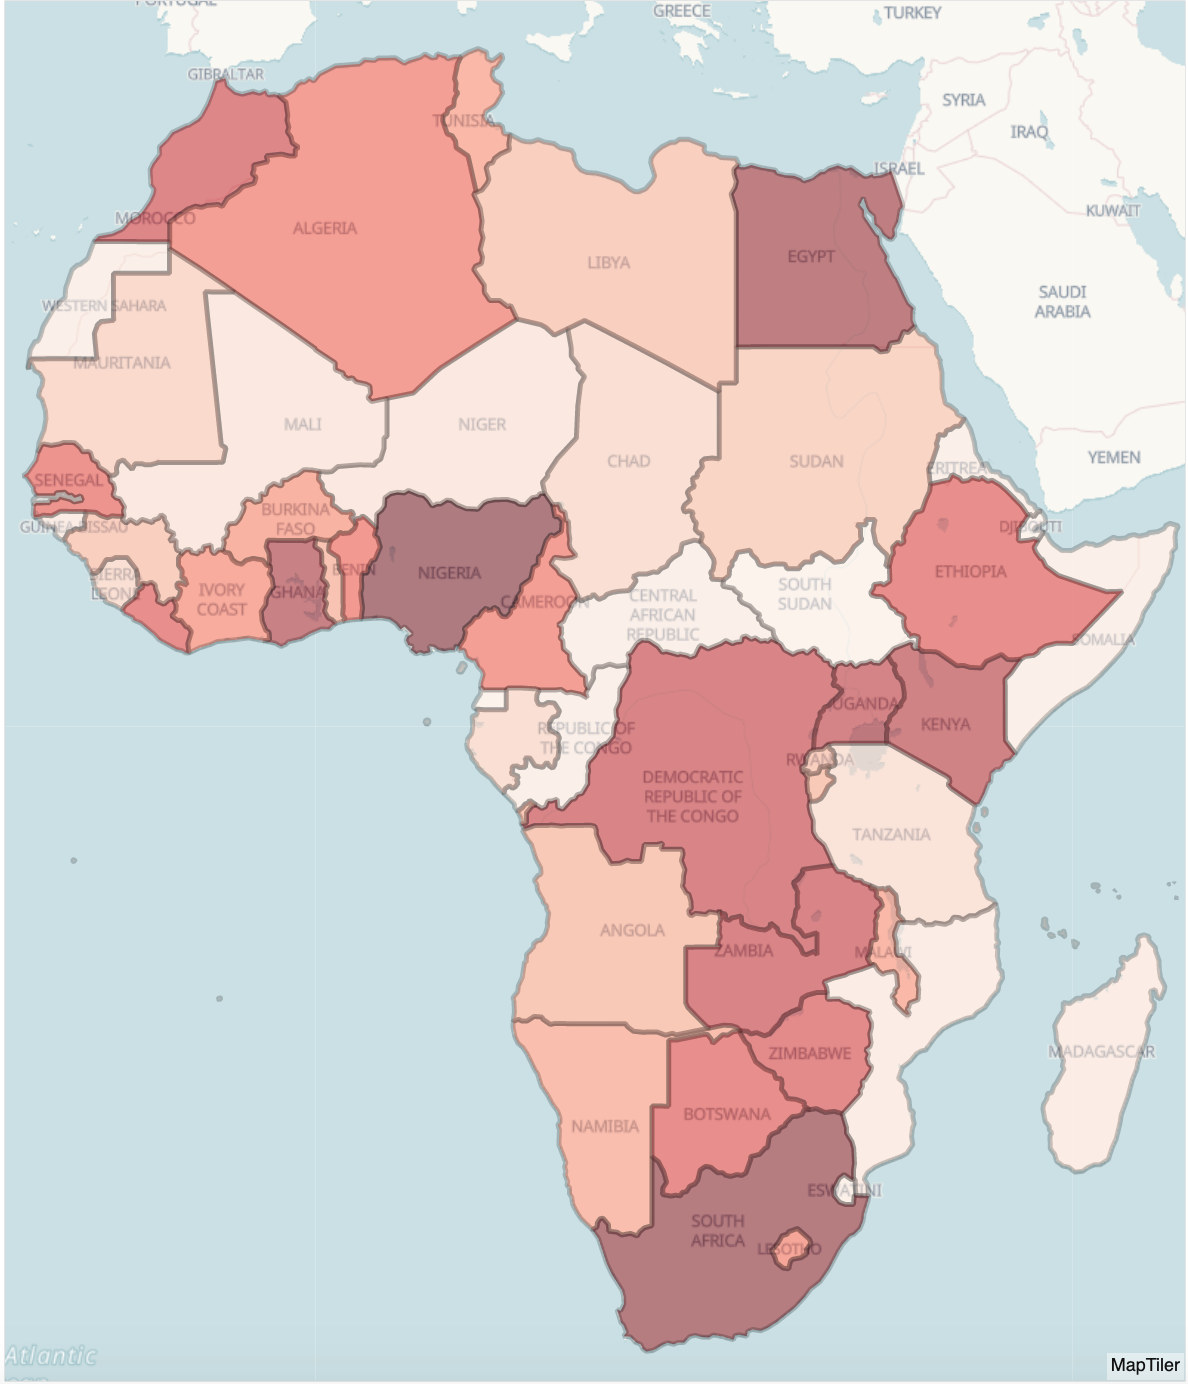 PORTUGAL
GREECE
TURKEY
GIBRALTAR
SYRIA
TUNISIA
IRAQ
ISRAEL
MOROCCO
KUWAIT
ALGERIA
EGYPT
LIBYA
SAUDI
ARABIA
WESTERN SAHARA
MAURITANIA
MALI
NIGER
CHAD
SUDAN
YEMEN
ERITREA
SENEGAL
BURKINA
FASO
GUINEA-BISSAU
DJIBOUTI
SIERRA
LEONE
IVORY
COAST
GHANA
BENIN
NIGERIA
ETHIOPIA
CAMEROON
CENTRAL
AFRICAN
REPUBLIC
SOUTH
SUDAN
SOMALIA
UGANDA
KENYA
REPUBLIC OF
THE CONGO
RWANDA
DEMOCRATIC
REPUBLIC OF
THE CONGO
TANZANIA
ANGOLA
ZAMBIA
MALAWI
ZIMBABWE
MADAGASCAR
BOTSWANA
NAMIBIA
ESWATINI
SOUTH
AFRICA
LESOTHO
Atlantic
MapTiler